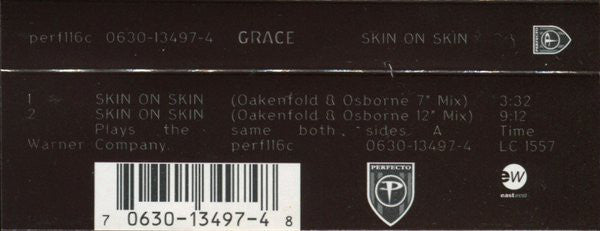 perf116c 0630-13497-4 GRACE SKIN ON SKIN
1 SKIN ON SKIN (Oakenfold & Osborne 7" Mix) 3:32
2 SKIN ON SKIN (Oakenfold & Osborne 12" Mix) 9:12
Plays the same both sides. A Time
Warner Company. perf116c 0630-13497-4 LC 1557
PERFECTO
ew
eastwest
7 0630-13497-4 8